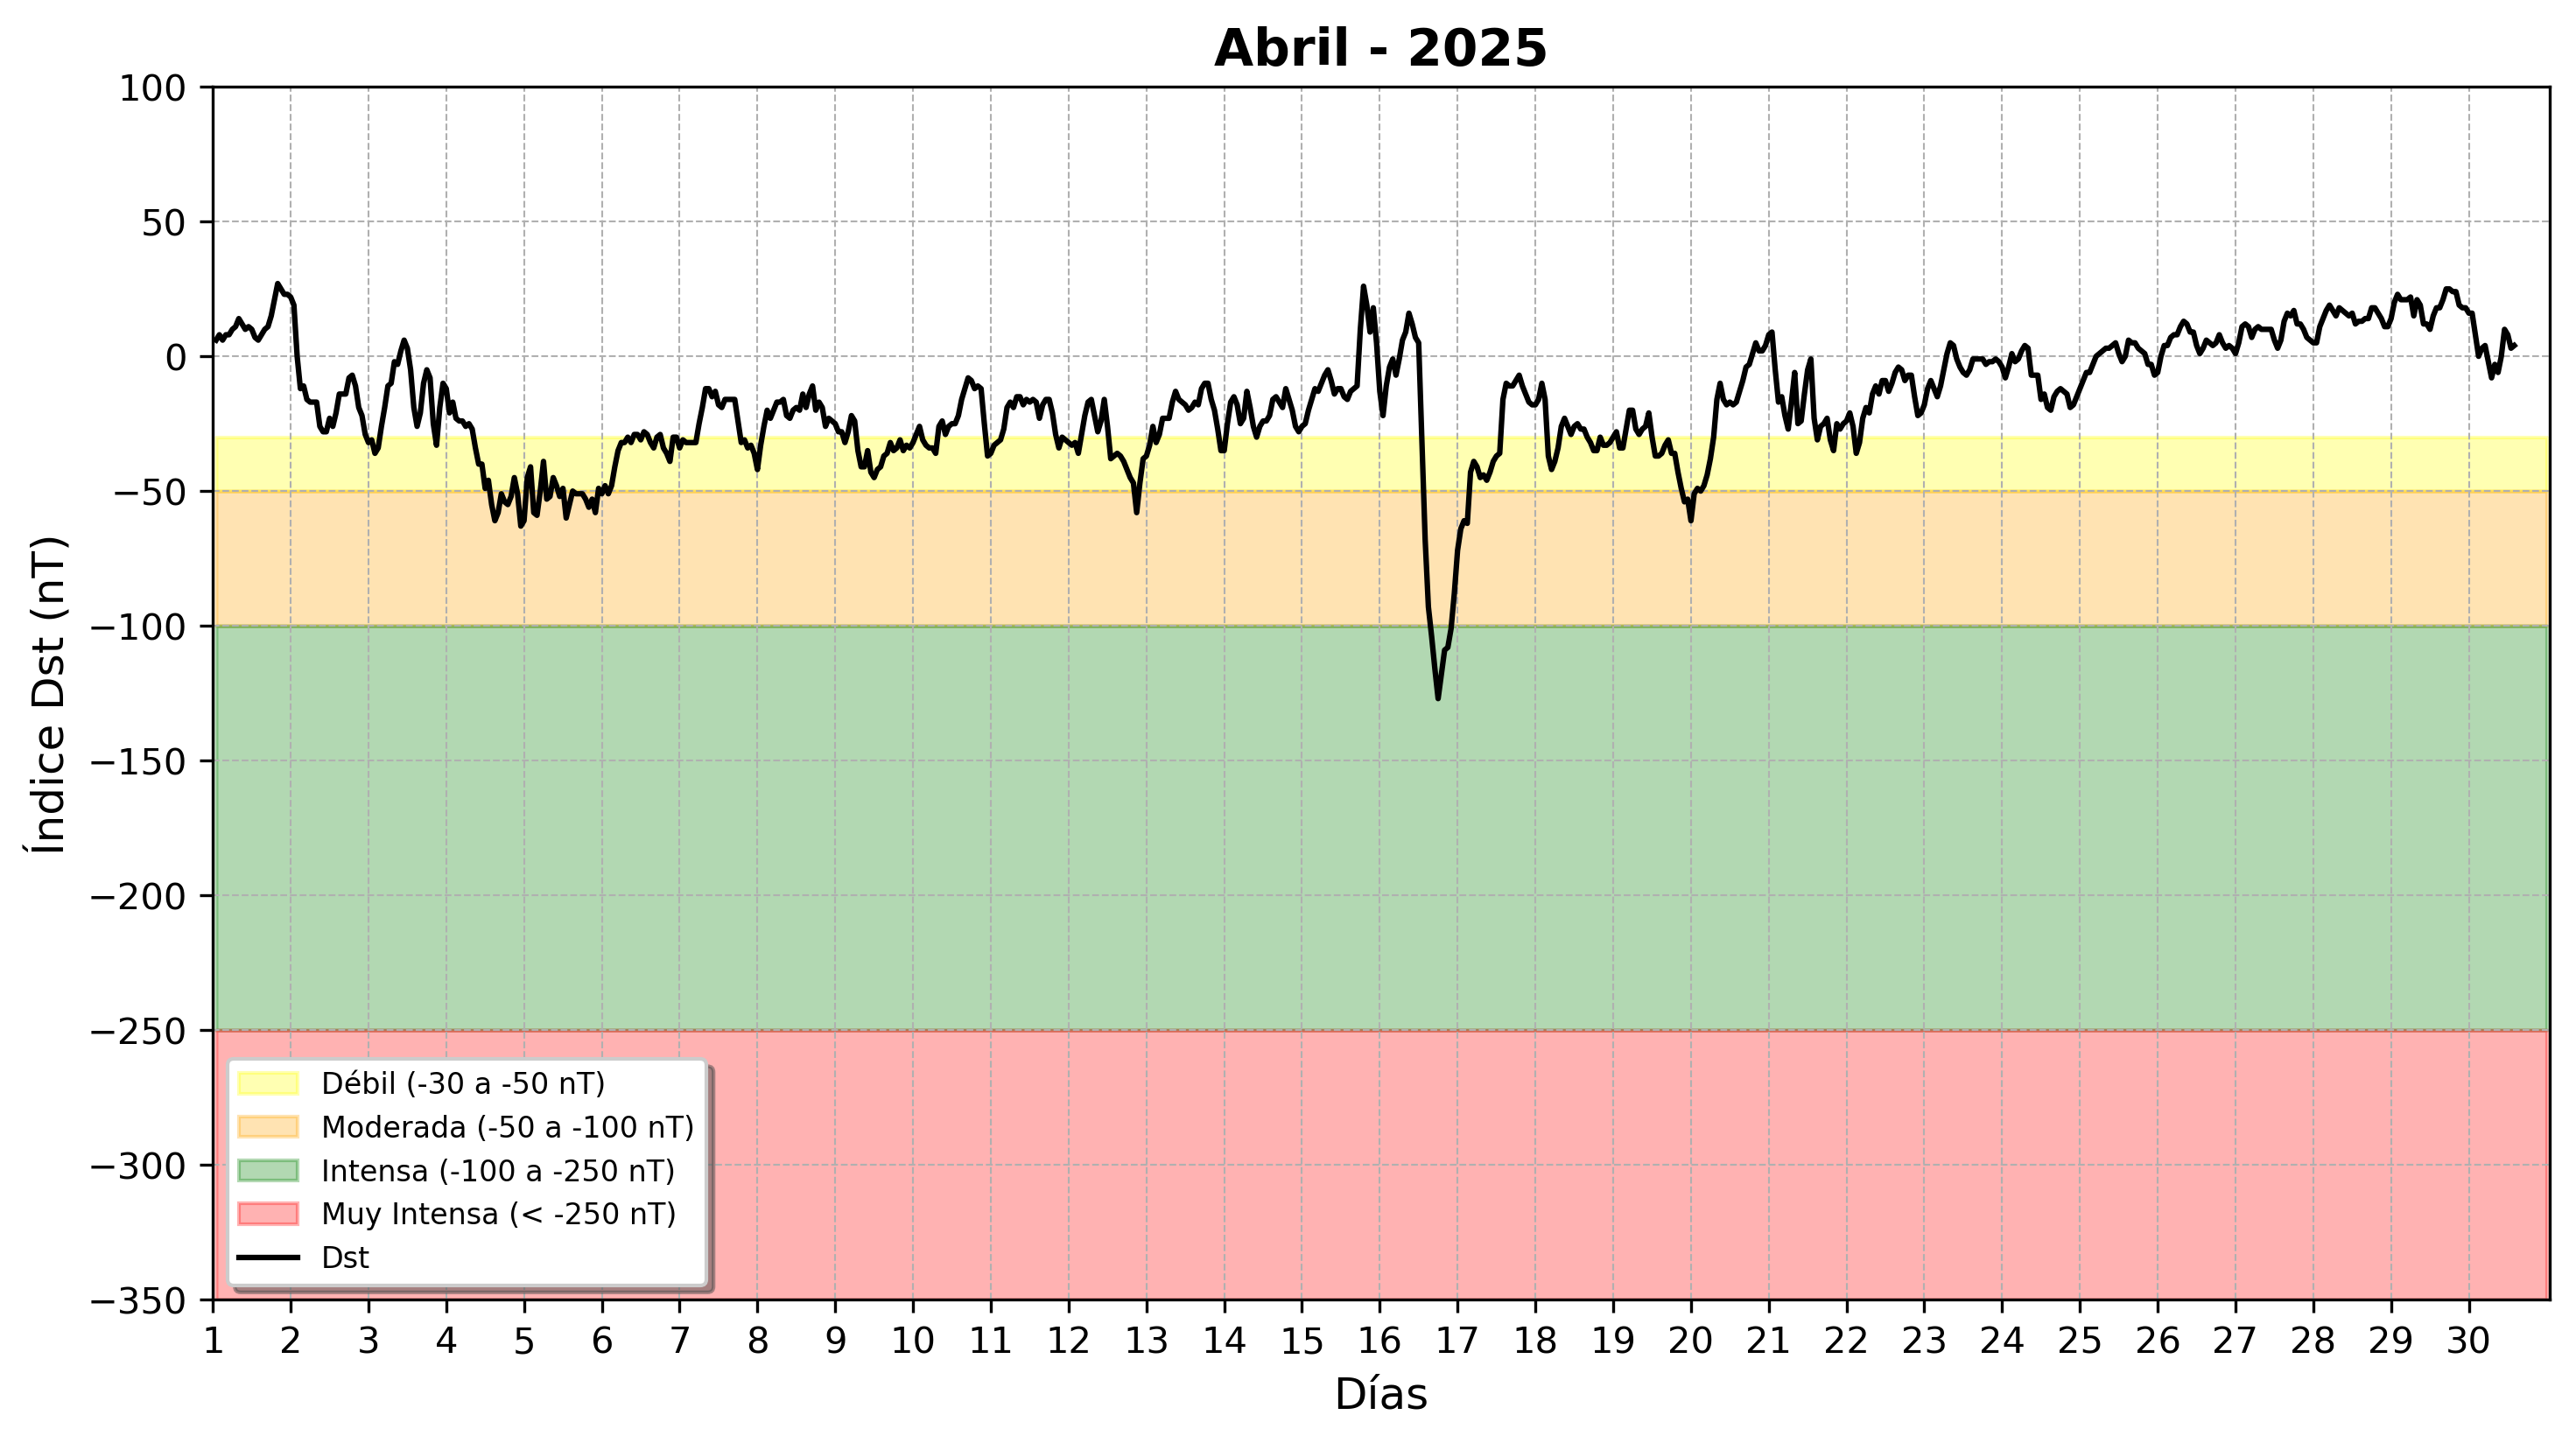 Abril - 2025
100
50
0
−50
−100
−150
−200
−250
−300
−350
Índice Dst (nT)
Débil (-30 a -50 nT)
Moderada (-50 a -100 nT)
Intensa (-100 a -250 nT)
Muy Intensa (< -250 nT)
Dst
1 2 3 4 5 6 7 8 9 10 11 12 13 14 15 16 17 18 19 20 21 22 23 24 25 26 27 28 29 30
Días